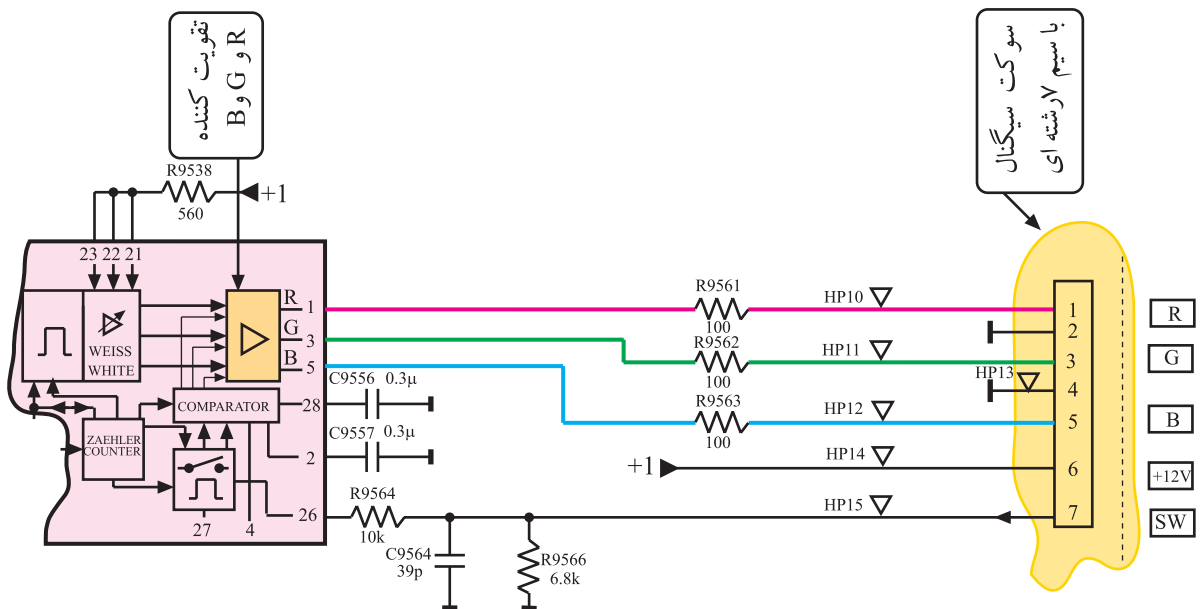 تقویت کننده
R و G و B
سوکت سیگنال
با سیم ۷رشته ای
R9538
560
+1
23 22 21
WEISS
WHITE
R
1
G
3
B
5
COMPARATOR
28
2
26
ZAEHLER
COUNTER
27
4
C9556 0.3µ
C9557 0.3µ
R9564
10k
C9564
39p
R9566
6.8k
R9561
100
R9562
100
R9563
100
HP10
HP11
HP13
HP12
HP14
+1
HP15
1
2
3
4
5
6
7
R
G
B
+12V
SW